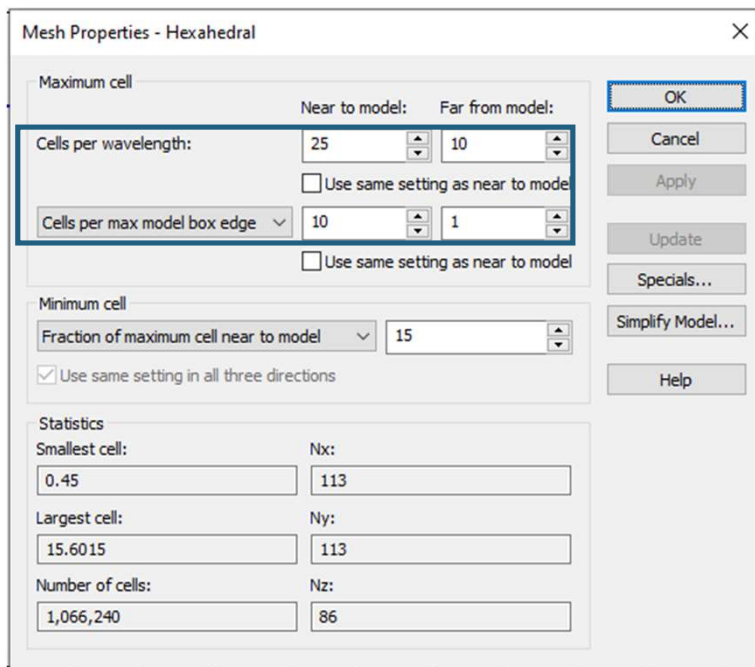 Mesh Properties - Hexahedral
Maximum cell
Near to model: Far from model:
Cells per wavelength: 25 10
Use same setting as near to model
Cells per max model box edge 10 1
Use same setting as near to model
Minimum cell
Fraction of maximum cell near to model 15
Use same setting in all three directions
Statistics
Smallest cell: Nx:
0.45 113
Largest cell: Ny:
15.6015 113
Number of cells: Nz:
1,066,240 86
OK
Cancel
Apply
Update
Specials...
Simplify Model...
Help